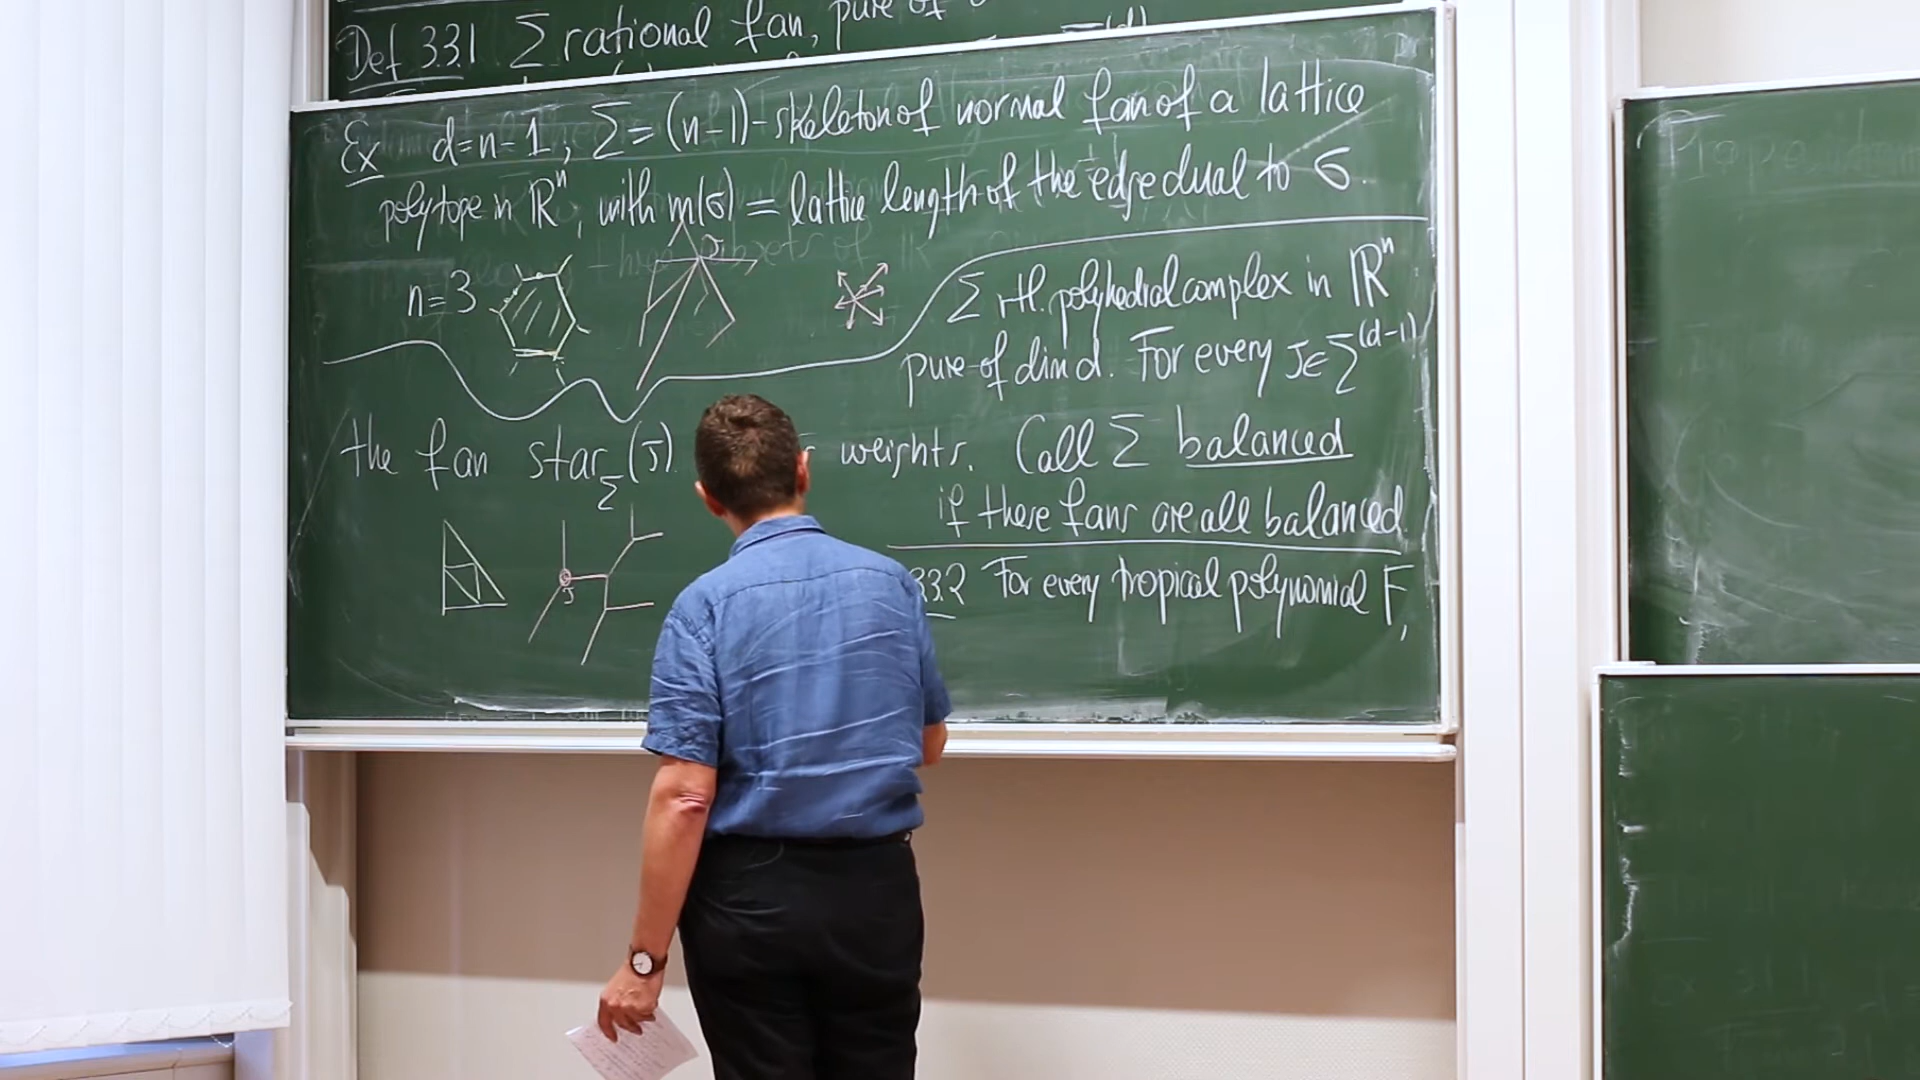 Def 3.3.1 Σ rational fan, pure of
Ex d=n-1, Σ = (n-1)-skeleton of normal fan of a lattice
polytope in ℝⁿ, with m(σ) = lattice length of the edge dual to σ.
n=3
Σ rtl. polyhedral complex in ℝⁿ
pure of dim d. For every τ∈Σ^(d-1)
the fan star_Σ(τ) weights. Call Σ balanced
if these fans are all balanced
τ
3.3.2 For every tropical polynomial F,